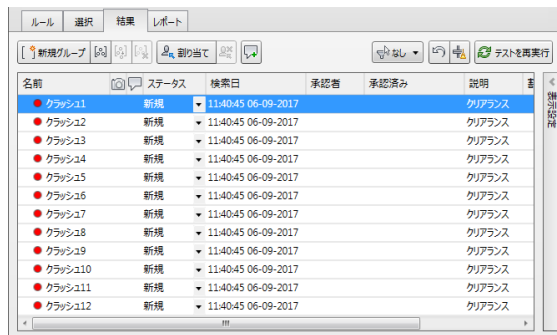 ルール 選択 結果 レポート
新規グループ 割り当て なし テストを再実行
名前 ステータス 検索日 承認者 承認済み 説明
クラッシュ1 新規 11:40:45 06-09-2017 クリアランス
クラッシュ2 新規 11:40:45 06-09-2017 クリアランス
クラッシュ3 新規 11:40:45 06-09-2017 クリアランス
クラッシュ4 新規 11:40:45 06-09-2017 クリアランス
クラッシュ5 新規 11:40:45 06-09-2017 クリアランス
クラッシュ6 新規 11:40:45 06-09-2017 クリアランス
クラッシュ7 新規 11:40:45 06-09-2017 クリアランス
クラッシュ8 新規 11:40:45 06-09-2017 クリアランス
クラッシュ9 新規 11:40:45 06-09-2017 クリアランス
クラッシュ10 新規 11:40:45 06-09-2017 クリアランス
クラッシュ11 新規 11:40:45 06-09-2017 クリアランス
クラッシュ12 新規 11:40:45 06-09-2017 クリアランス
表示設定